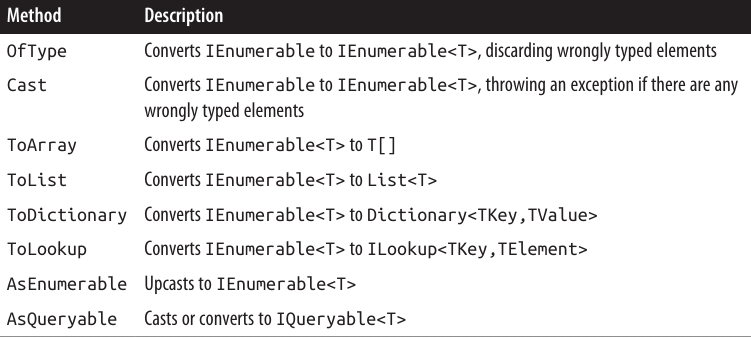 Method Description
OfType Converts IEnumerable to IEnumerable<T>, discarding wrongly typed elements
Cast Converts IEnumerable to IEnumerable<T>, throwing an exception if there are any
wrongly typed elements
ToArray Converts IEnumerable<T> to T[]
ToList Converts IEnumerable<T> to List<T>
ToDictionary Converts IEnumerable<T> to Dictionary<TKey,TValue>
ToLookup Converts IEnumerable<T> to ILookup<TKey,TElement>
AsEnumerable Upcasts to IEnumerable<T>
AsQueryable Casts or converts to IQueryable<T>